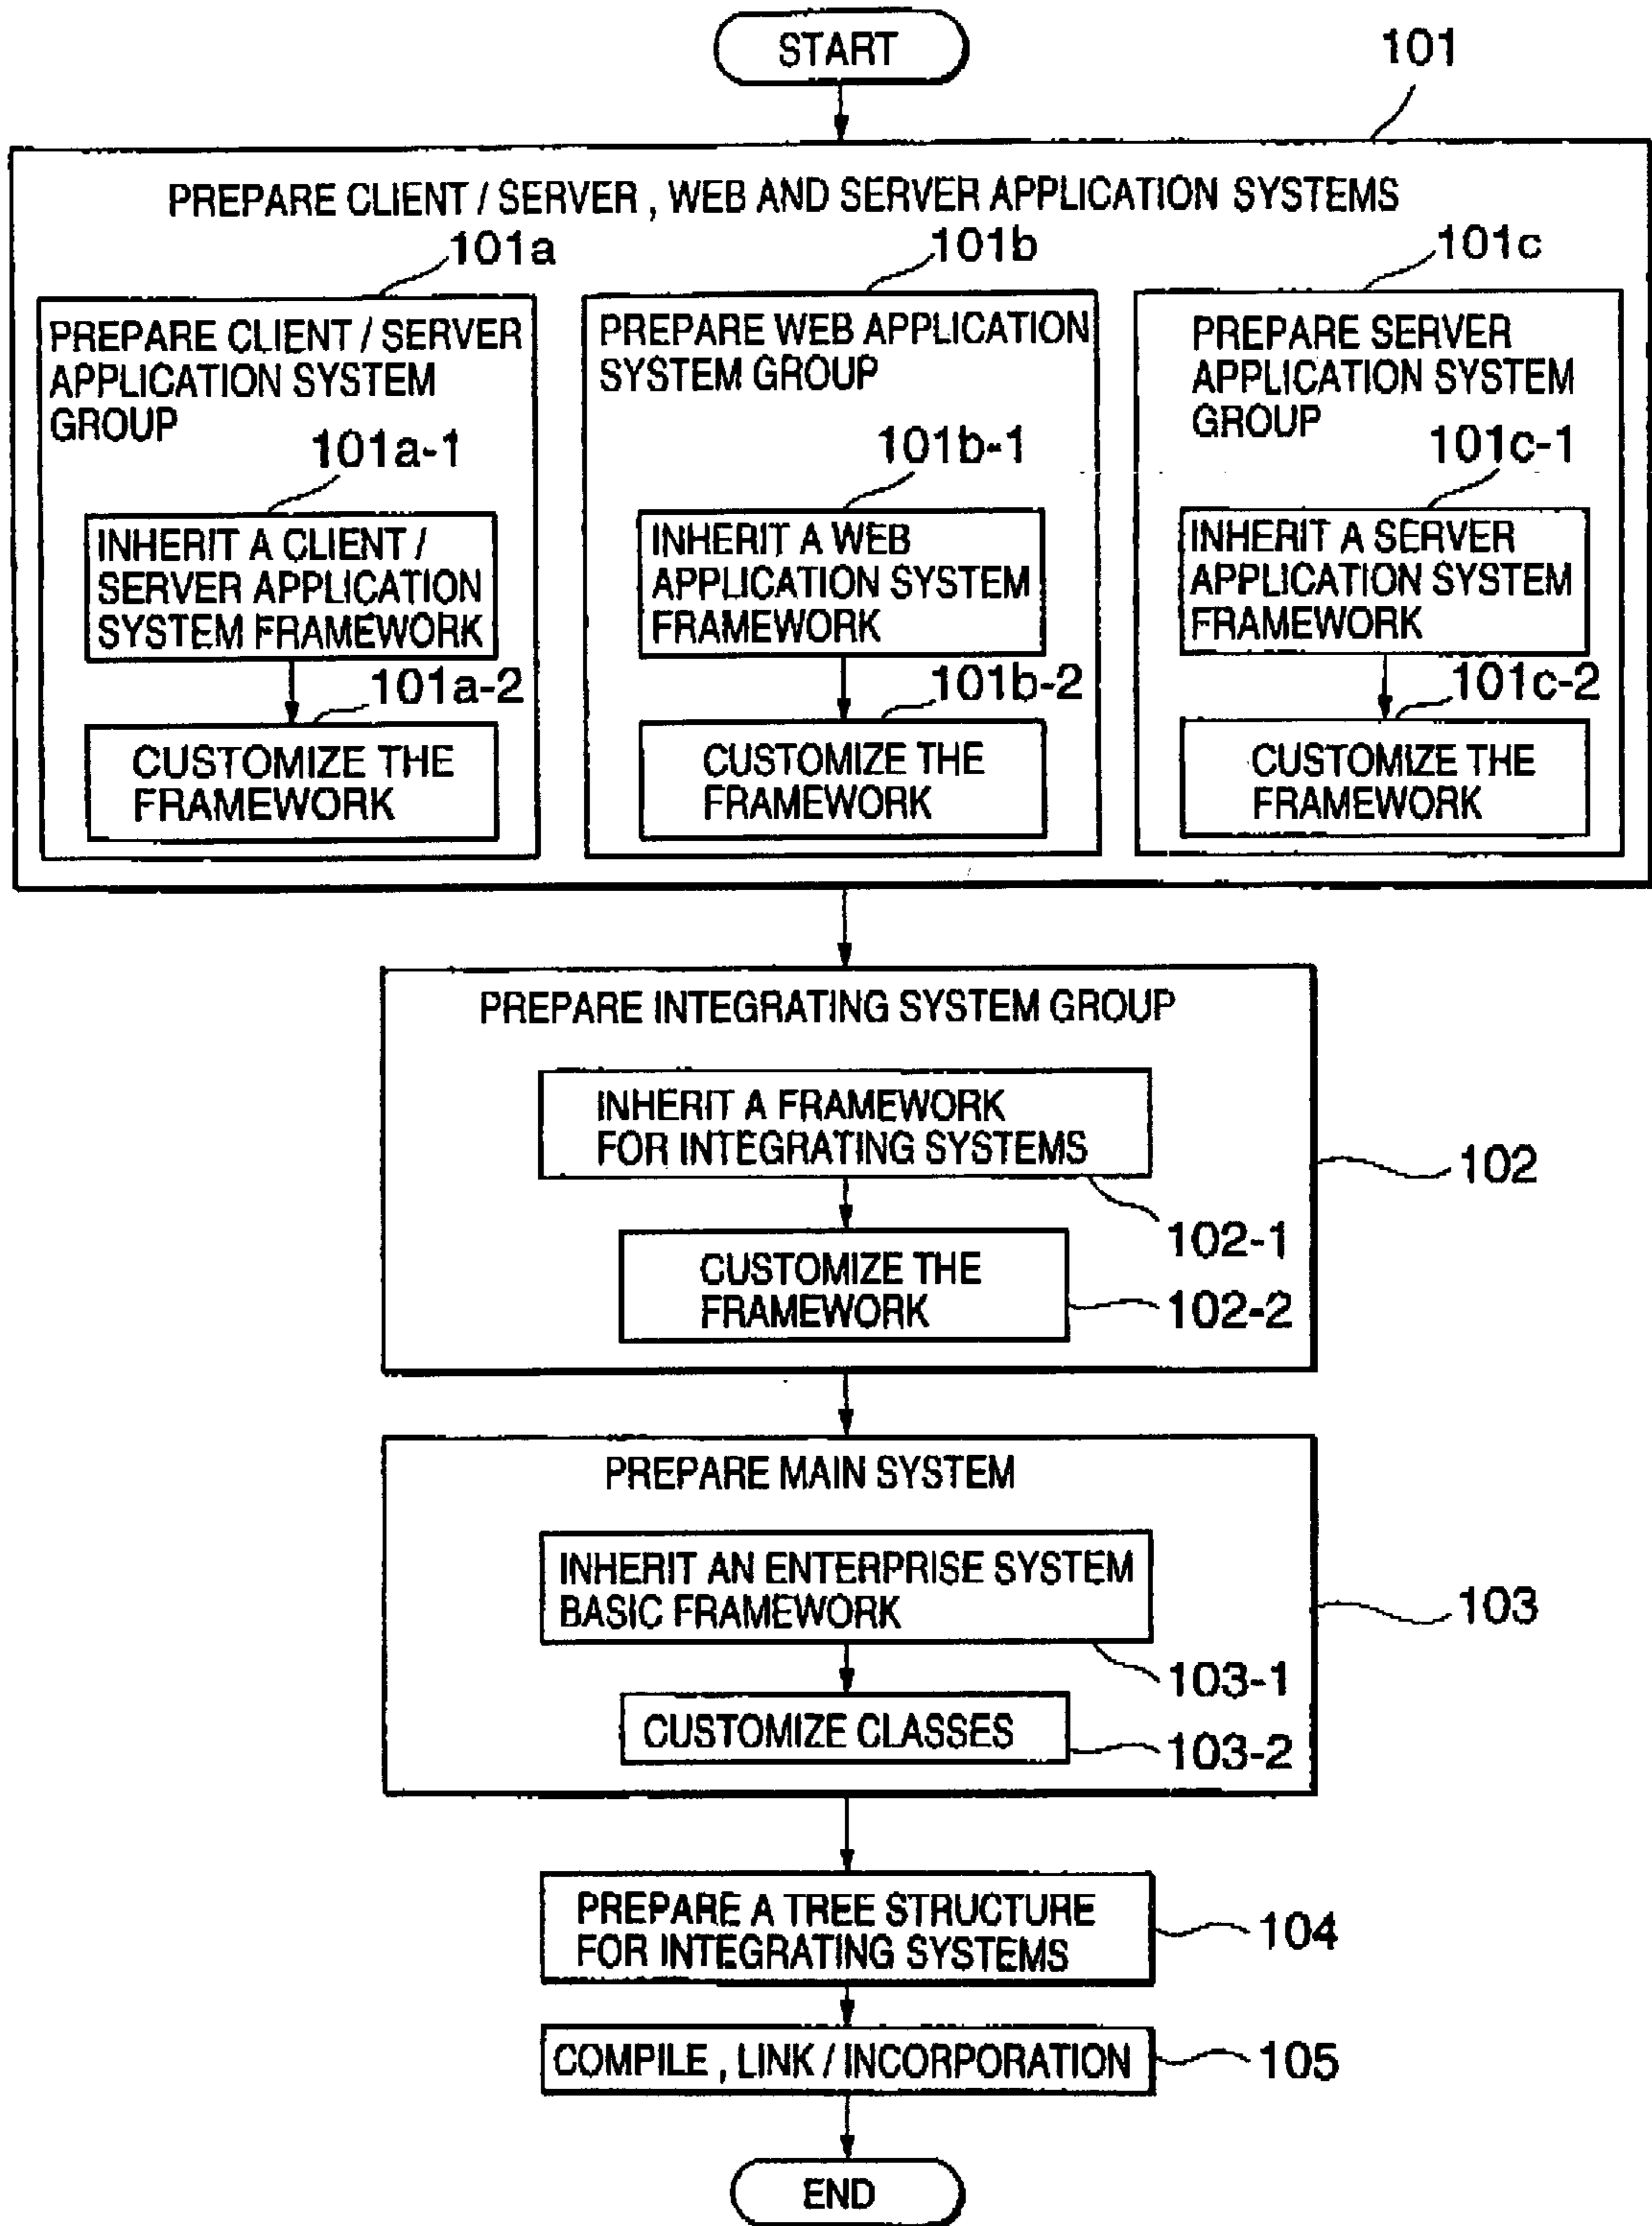 START
101
PREPARE CLIENT / SERVER , WEB AND SERVER APPLICATION SYSTEMS
101a
101b
101c
PREPARE CLIENT / SERVER
APPLICATION SYSTEM
GROUP
101a-1
INHERIT A CLIENT /
SERVER APPLICATION
SYSTEM FRAMEWORK
101a-2
CUSTOMIZE THE
FRAMEWORK
PREPARE WEB APPLICATION
SYSTEM GROUP
101b-1
INHERIT A WEB
APPLICATION SYSTEM
FRAMEWORK
101b-2
CUSTOMIZE THE
FRAMEWORK
PREPARE SERVER
APPLICATION SYSTEM
GROUP
101c-1
INHERIT A SERVER
APPLICATION SYSTEM
FRAMEWORK
101c-2
CUSTOMIZE THE
FRAMEWORK
PREPARE INTEGRATING SYSTEM GROUP
INHERIT A FRAMEWORK
FOR INTEGRATING SYSTEMS
102
102-1
CUSTOMIZE THE
FRAMEWORK
102-2
PREPARE MAIN SYSTEM
INHERIT AN ENTERPRISE SYSTEM
BASIC FRAMEWORK
103
103-1
CUSTOMIZE CLASSES
103-2
PREPARE A TREE STRUCTURE
FOR INTEGRATING SYSTEMS
104
COMPILE , LINK / INCORPORATION
105
END